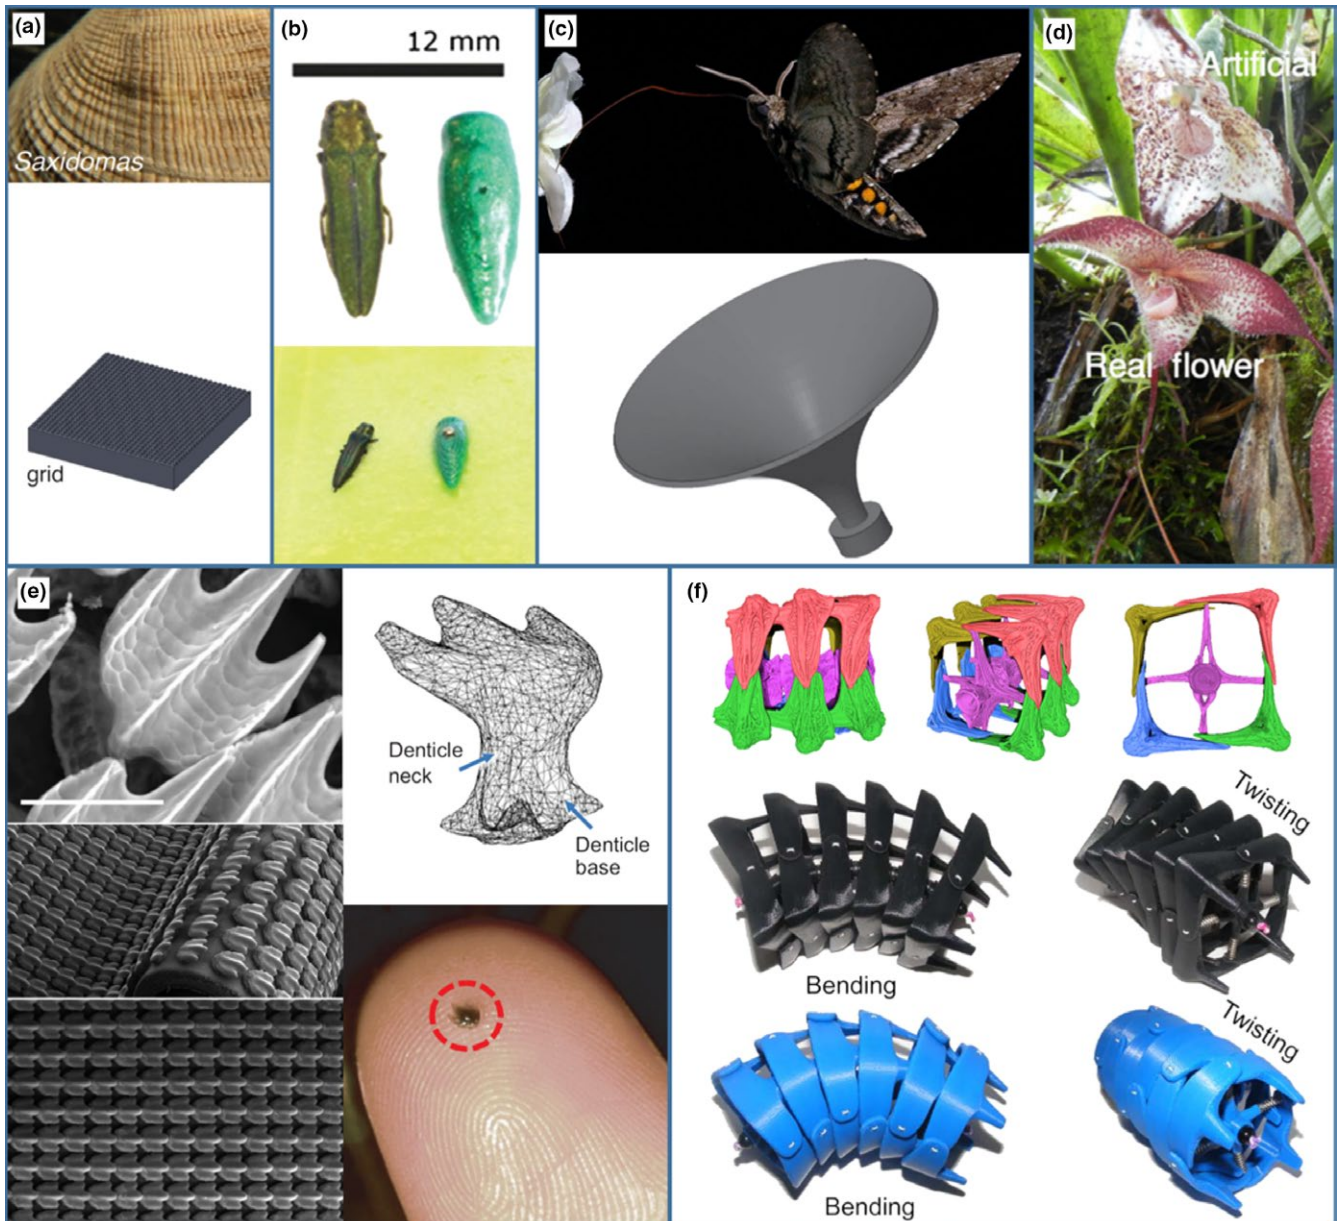 (a)
Saxidomas
grid
(b)
12 mm
(c)
(d)
Artificial
Real flower
(e)
Denticle
neck
Denticle
base
(f)
Bending
Twisting
Bending
Twisting